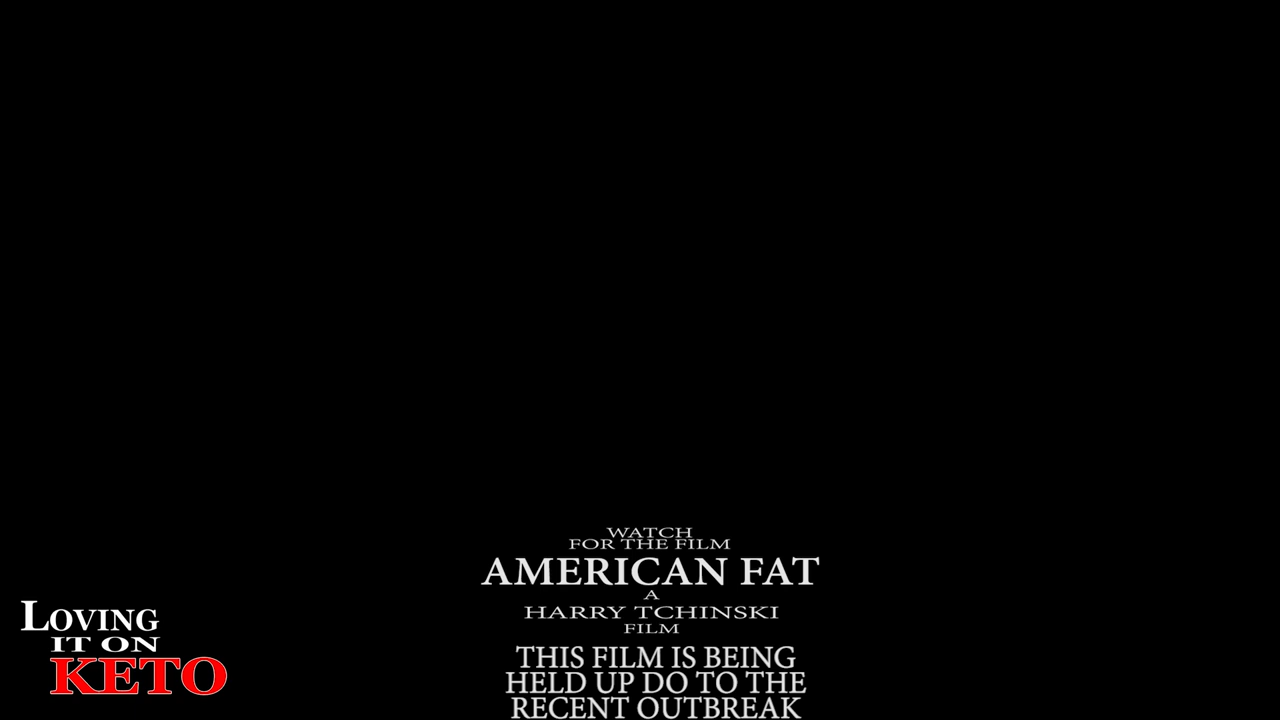 WATCH
FOR THE FILM
AMERICAN FAT
A
HARRY TCHINSKI
FILM
THIS FILM IS BEING
HELD UP DO TO THE
RECENT OUTBREAK
LOVING
IT ON
KETO